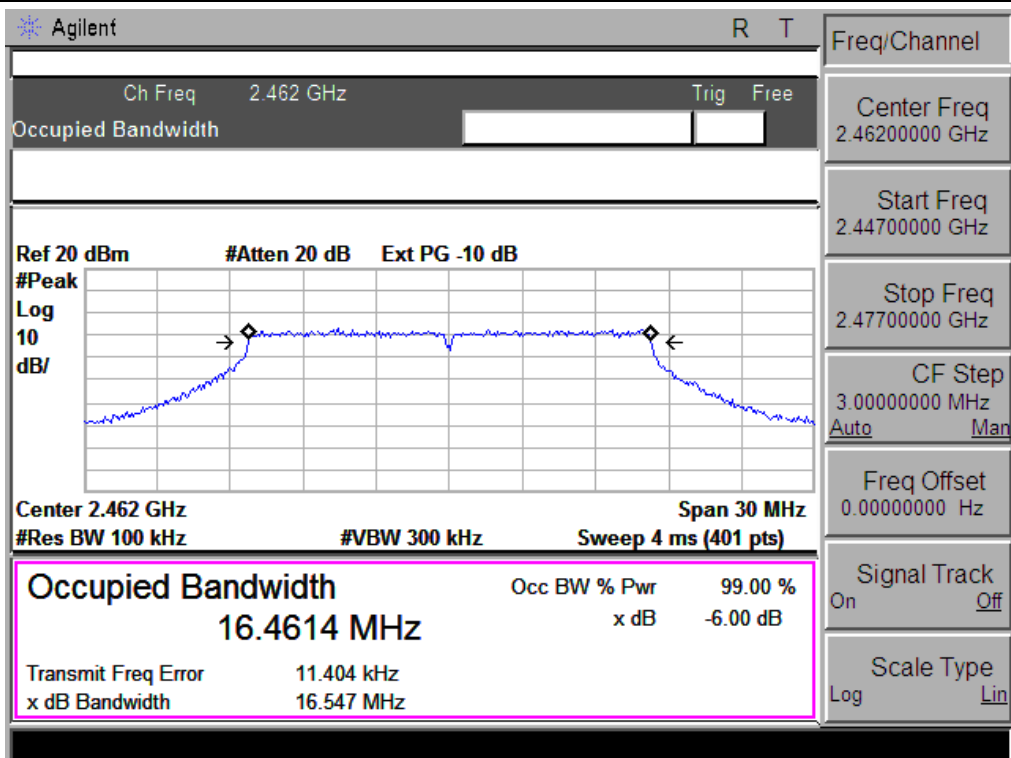 Agilent R T
Ch Freq 2.462 GHz Trig Free
Occupied Bandwidth
Ref 20 dBm #Atten 20 dB Ext PG -10 dB
#Peak
Log
10
dB/
Center 2.462 GHz Span 30 MHz
#Res BW 100 kHz #VBW 300 kHz Sweep 4 ms (401 pts)
Occupied Bandwidth Occ BW % Pwr 99.00 %
16.4614 MHz x dB -6.00 dB
Transmit Freq Error 11.404 kHz
x dB Bandwidth 16.547 MHz
Freq/Channel
Center Freq
2.46200000 GHz
Start Freq
2.44700000 GHz
Stop Freq
2.47700000 GHz
CF Step
3.00000000 MHz
Auto Man
Freq Offset
0.00000000 Hz
Signal Track
On Off
Scale Type
Log Lin